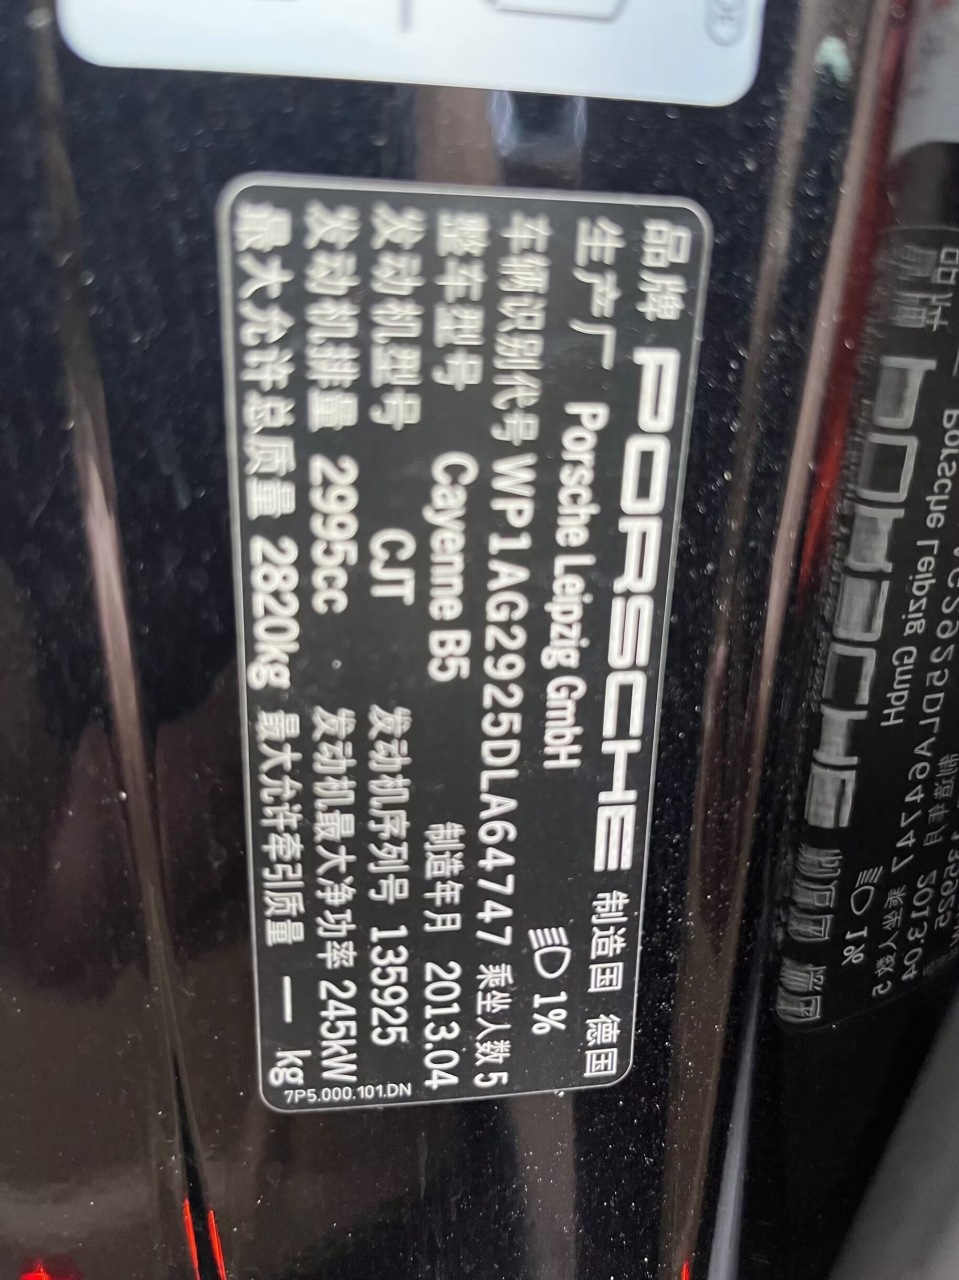 品牌 PORSCHE 制造国 德国
生产厂 Porsche Leipzig GmbH 1%
车辆识别代号 WP1AG2925DLA64747 乘坐人数 5
整车型号 Cayenne B5 制造年月 2013.04
发动机型号 CJT 发动机序列号 135925
发动机排量 2995cc 发动机最大净功率 245kW
最大允许总质量 2820kg 最大允许牵引质量 — kg
7P5.000.101.DN